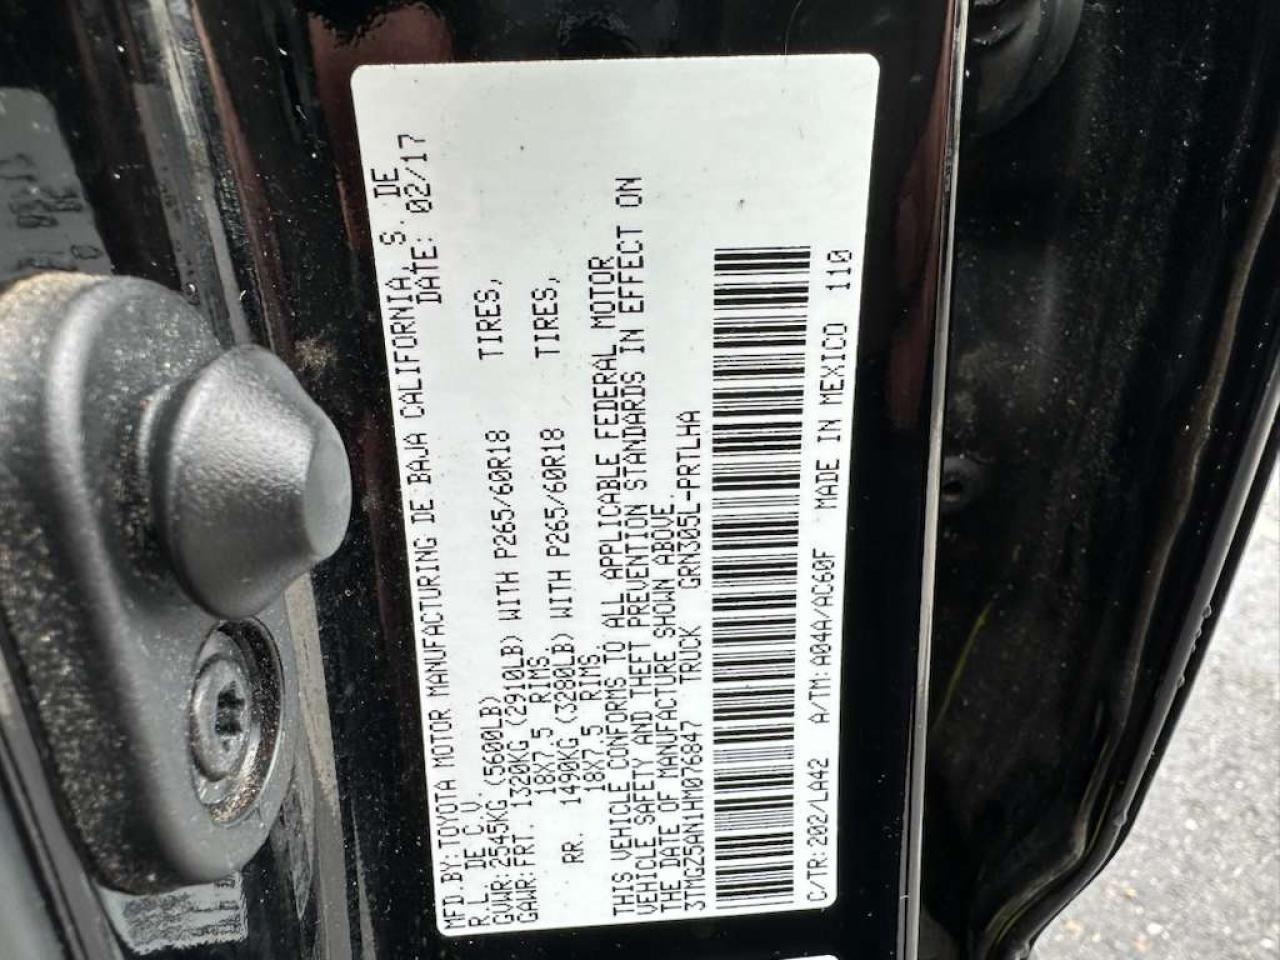 MFD.BY:TOYOTA MOTOR MANUFACTURING DE BAJA CALIFORNIA, S. DE
R.L. DE C.V. DATE: 02/17
GVWR:2545KG (5600LB)
GAWR:FRT. 1320KG (2910LB) WITH P265/60R18 TIRES,
18X7.5 RIMS
RR. 1490KG (3280LB) WITH P265/60R18 TIRES,
18X7.5 RIMS.
THIS VEHICLE CONFORMS TO ALL APPLICABLE FEDERAL MOTOR
VEHICLE SAFETY AND THEFT PREVENTION STANDARDS IN EFFECT ON
THE DATE OF MANUFACTURE SHOWN ABOVE.
3TMGZ5AN1HM076847 TRUCK GRN305L-PRTLHA
C/TR:202/LA42 A/TM:A04A/AC60F MADE IN MEXICO 110